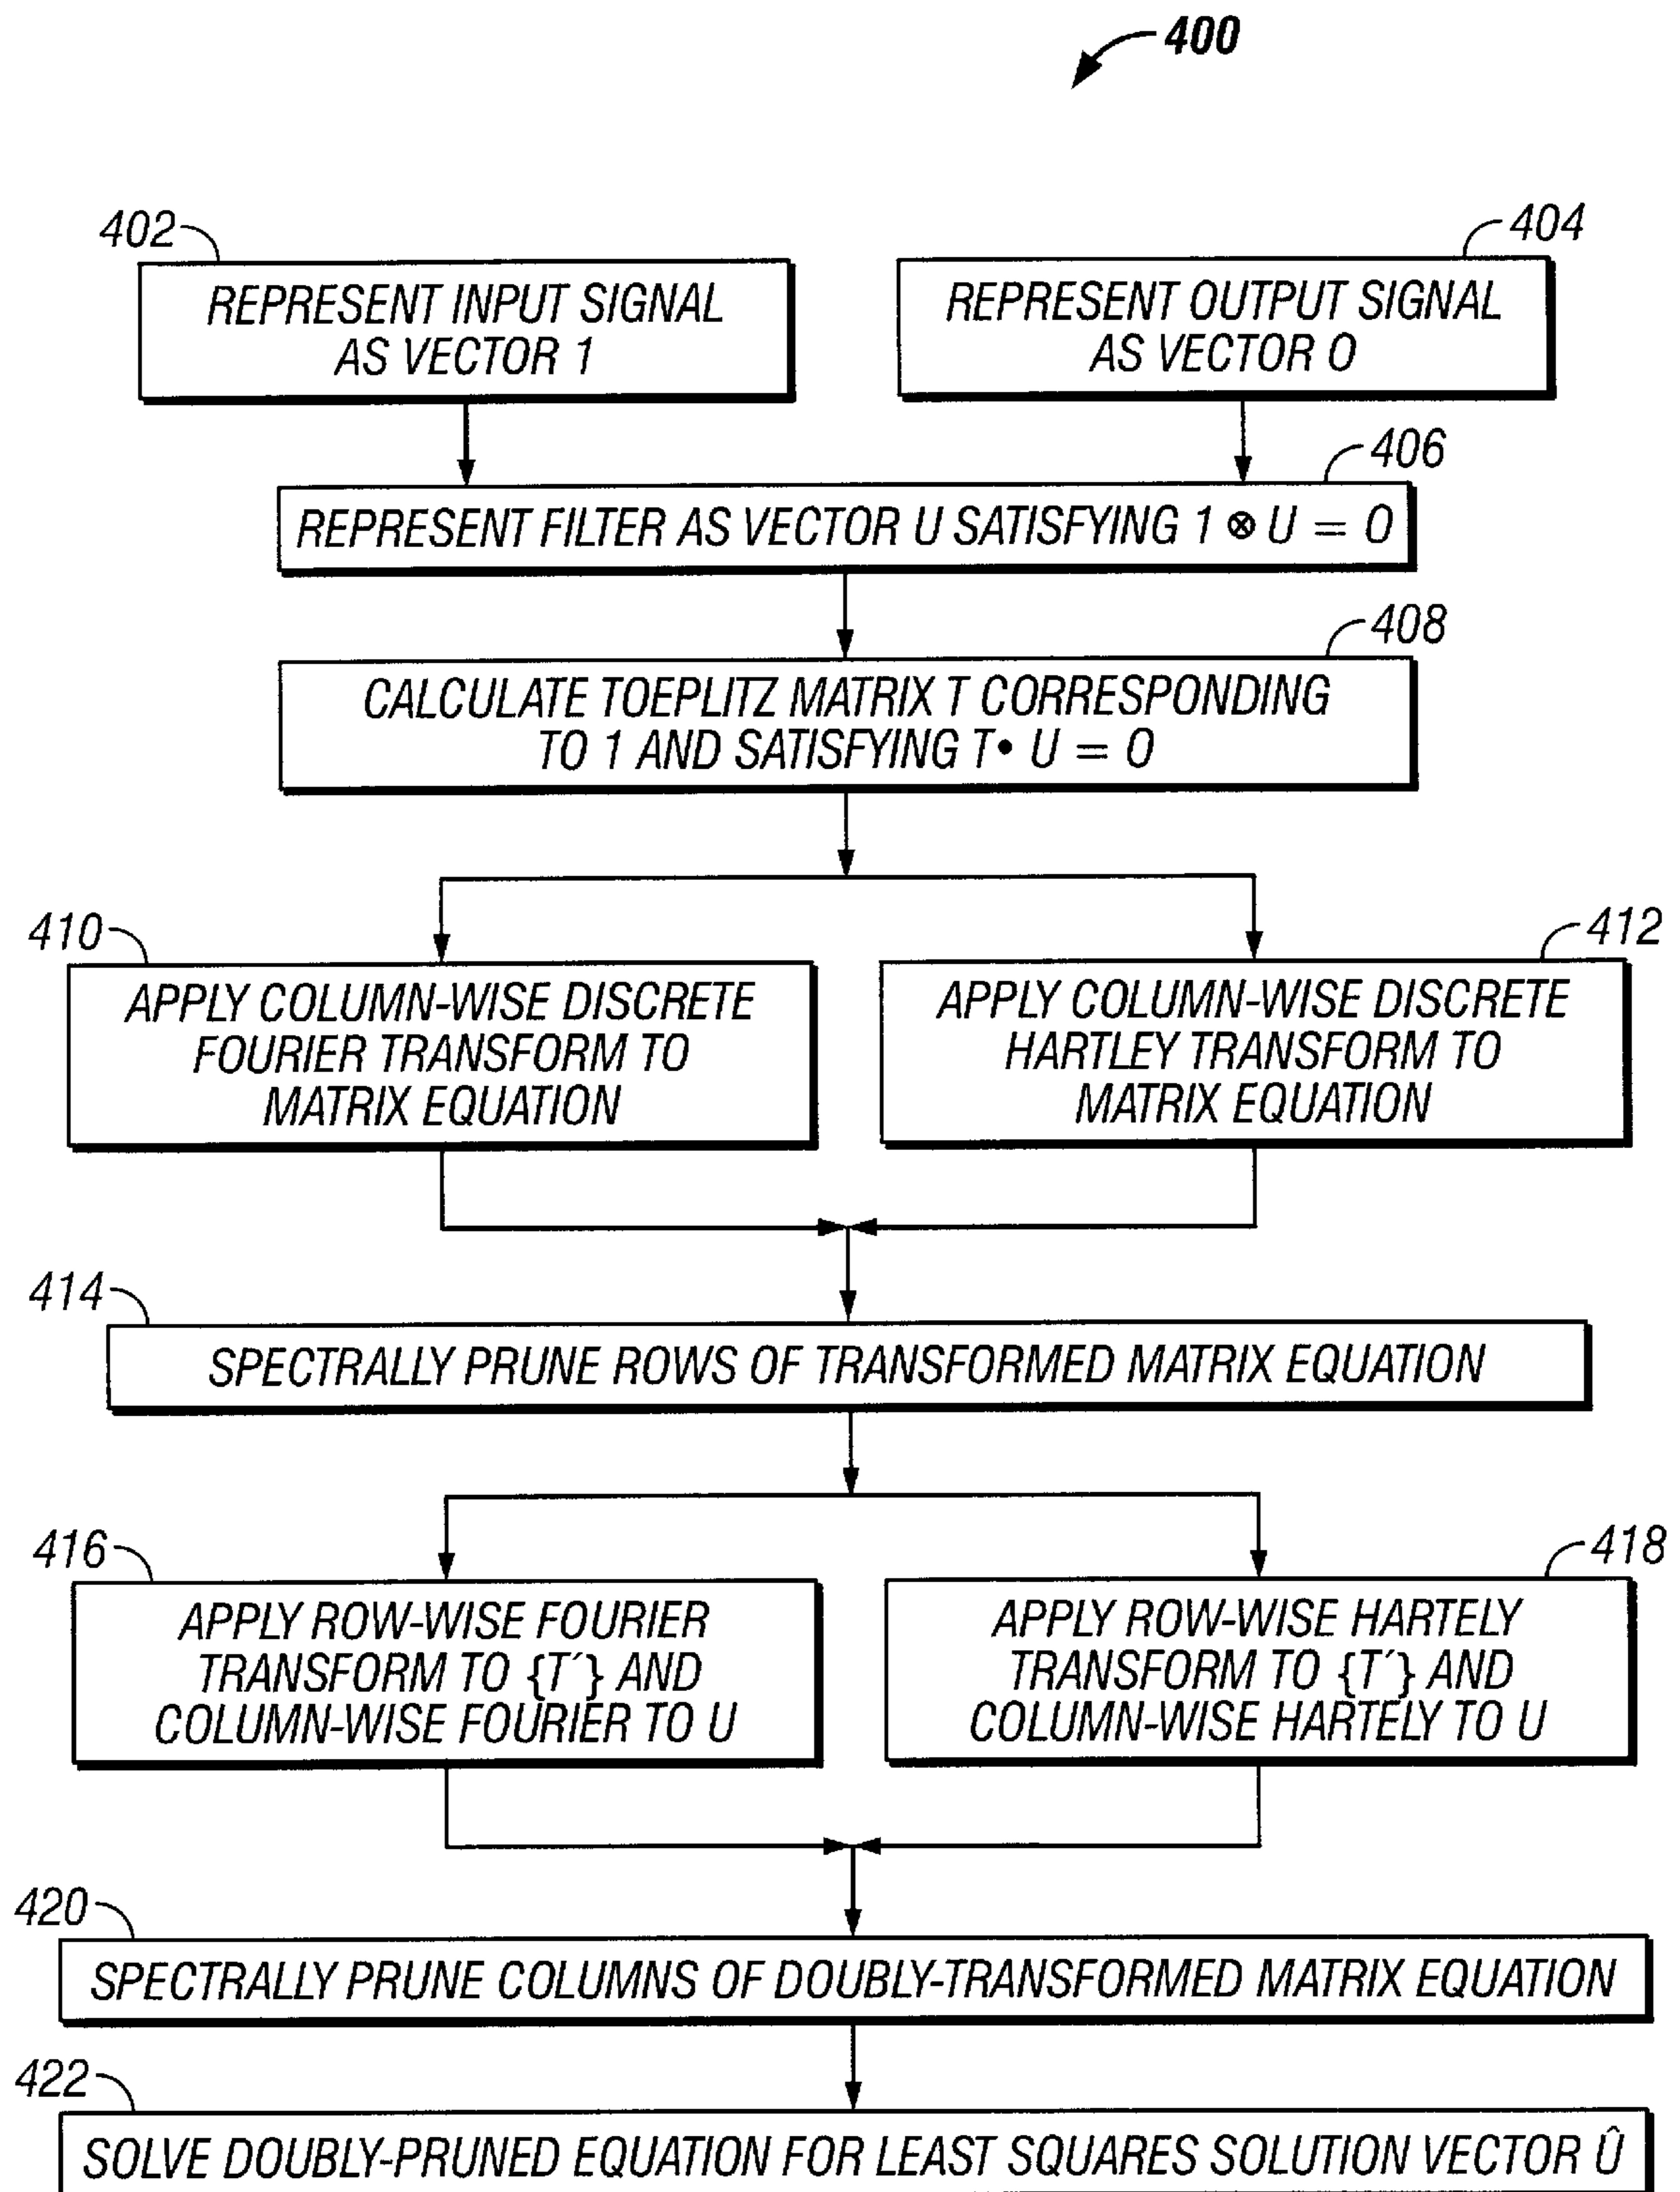 400
402
REPRESENT INPUT SIGNAL
AS VECTOR 1
404
REPRESENT OUTPUT SIGNAL
AS VECTOR O
406
REPRESENT FILTER AS VECTOR U SATISFYING 1 ⊗ U = O
408
CALCULATE TOEPLITZ MATRIX T CORRESPONDING
TO 1 AND SATISFYING T• U = O
410
APPLY COLUMN-WISE DISCRETE
FOURIER TRANSFORM TO
MATRIX EQUATION
412
APPLY COLUMN-WISE DISCRETE
HARTLEY TRANSFORM TO
MATRIX EQUATION
414
SPECTRALLY PRUNE ROWS OF TRANSFORMED MATRIX EQUATION
416
APPLY ROW-WISE FOURIER
TRANSFORM TO {T´} AND
COLUMN-WISE FOURIER TO U
418
APPLY ROW-WISE HARTELY
TRANSFORM TO {T´} AND
COLUMN-WISE HARTELY TO U
420
SPECTRALLY PRUNE COLUMNS OF DOUBLY-TRANSFORMED MATRIX EQUATION
422
SOLVE DOUBLY-PRUNED EQUATION FOR LEAST SQUARES SOLUTION VECTOR Û